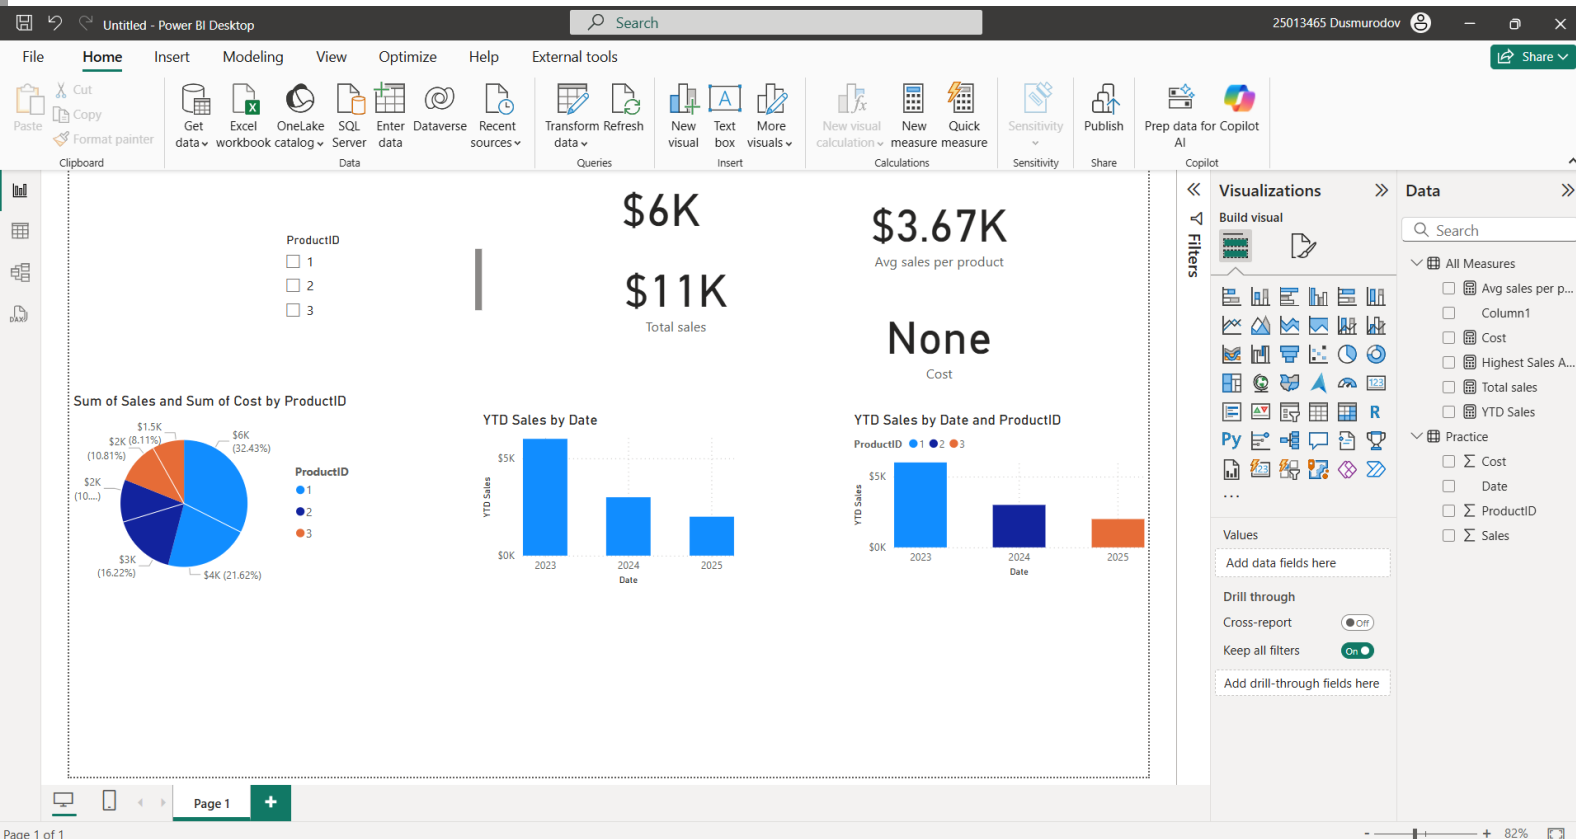 Untitled - Power BI Desktop
Search
25013465 Dusmurodov
File Home Insert Modeling View Optimize Help External tools
Share
Paste
Cut
Copy
Format painter
Clipboard
Get data
Excel workbook
OneLake catalog
SQL Server
Enter data
Dataverse
Recent sources
Data
Transform data
Refresh
Queries
New visual
Text box
More visuals
Insert
New visual calculation
New measure
Quick measure
Calculations
Sensitivity
Sensitivity
Publish
Share
Prep data for AI
Copilot
Copilot
ProductID
1
2
3
$6K
$11K
Total sales
$3.67K
Avg sales per product
None
Cost
Sum of Sales and Sum of Cost by ProductID
$1.5K
(8.11%)
$2K
(10.81%)
$2K
(10....)
$3K
(16.22%)
$4K (21.62%)
$6K
(32.43%)
ProductID
1
2
3
YTD Sales by Date
YTD Sales
$5K
$0K
2023 2024 2025
Date
YTD Sales by Date and ProductID
ProductID 1 2 3
YTD Sales
$5K
$0K
2023 2024 2025
Date
Filters
Visualizations
Build visual
123
R
Py
123
...
Values
Add data fields here
Drill through
Cross-report
Off
Keep all filters
On
Add drill-through fields here
Data
Search
All Measures
Avg sales per p...
Column1
Cost
Highest Sales A...
Total sales
YTD Sales
Practice
Cost
Date
ProductID
Sales
DAX
Page 1
+
Page 1 of 1
- + 82%